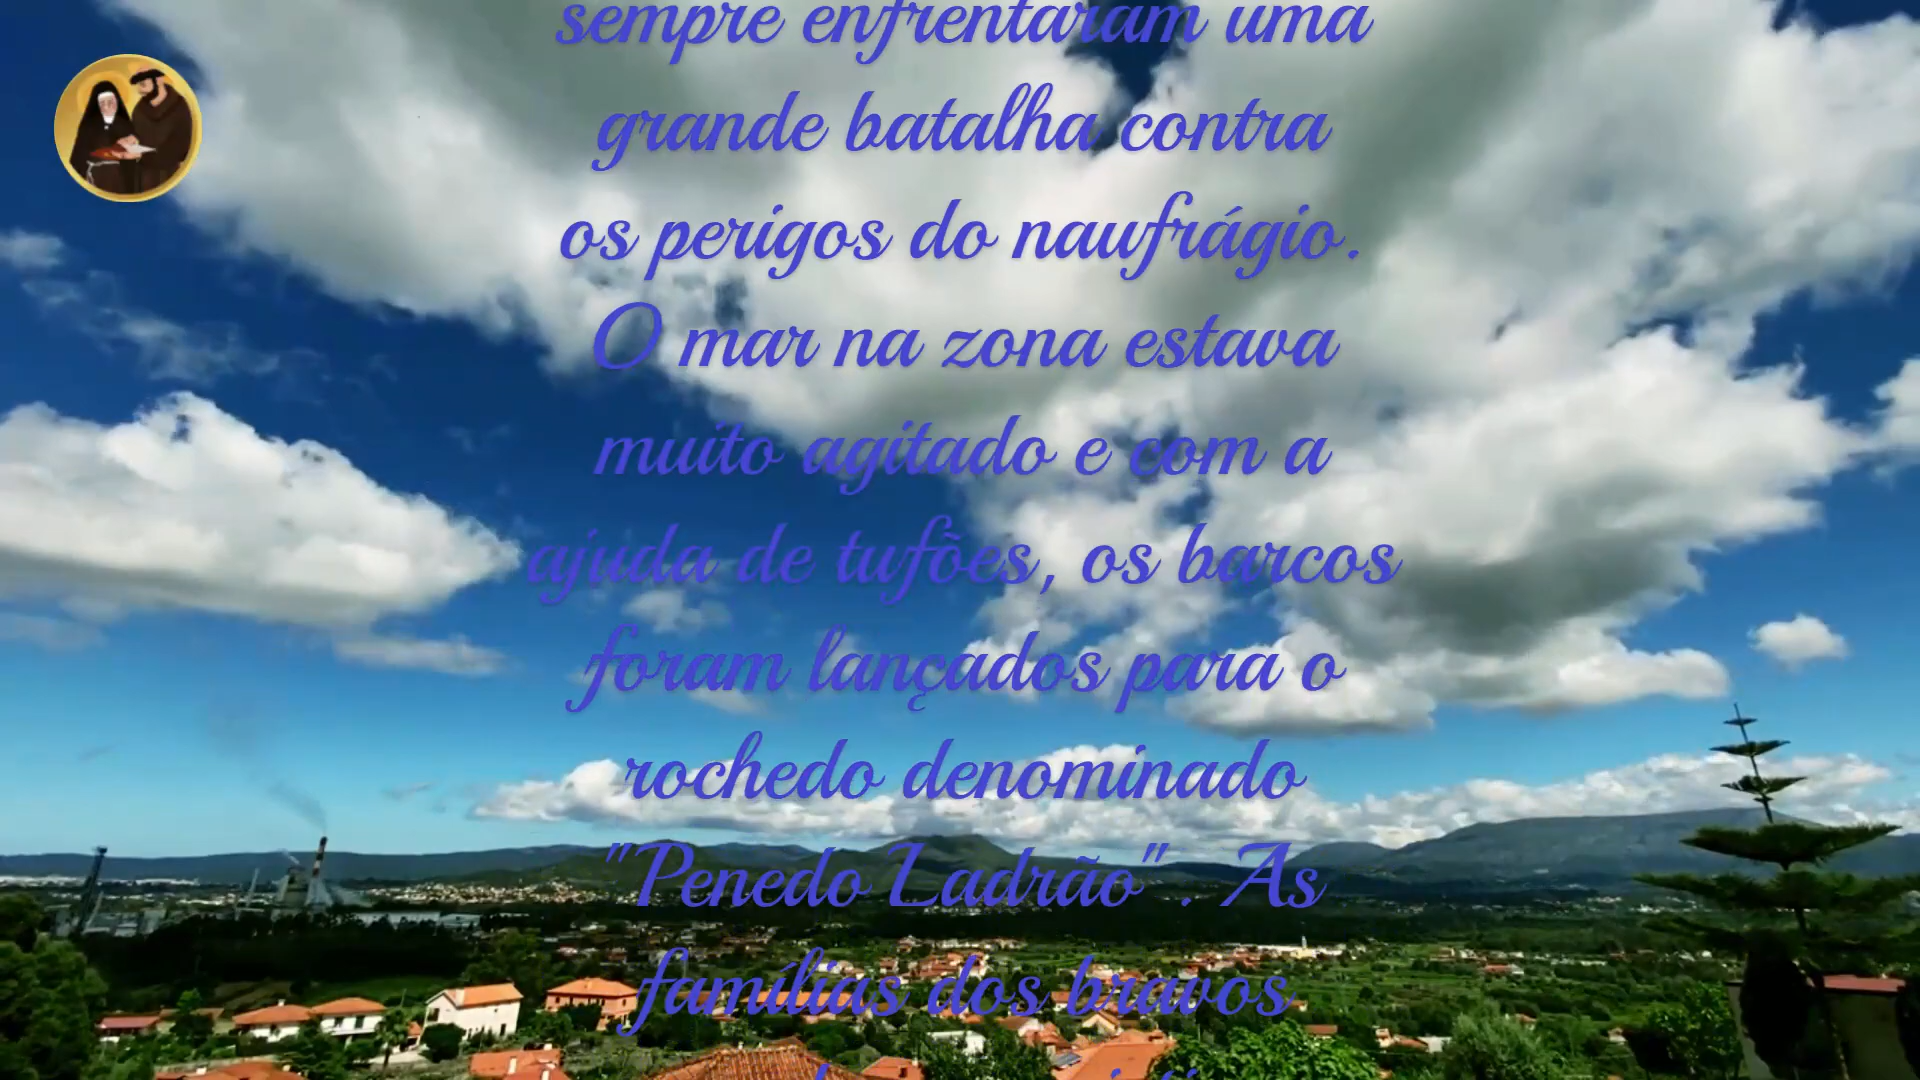 sempre enfrentaram uma
grande batalha contra
os perigos do naufrágio.
O mar na zona estava
muito agitado e com a
ajuda de tufões, os barcos
foram lançados para o
rochedo denominado
"Penedo Ladrão". As
famílias dos bravos